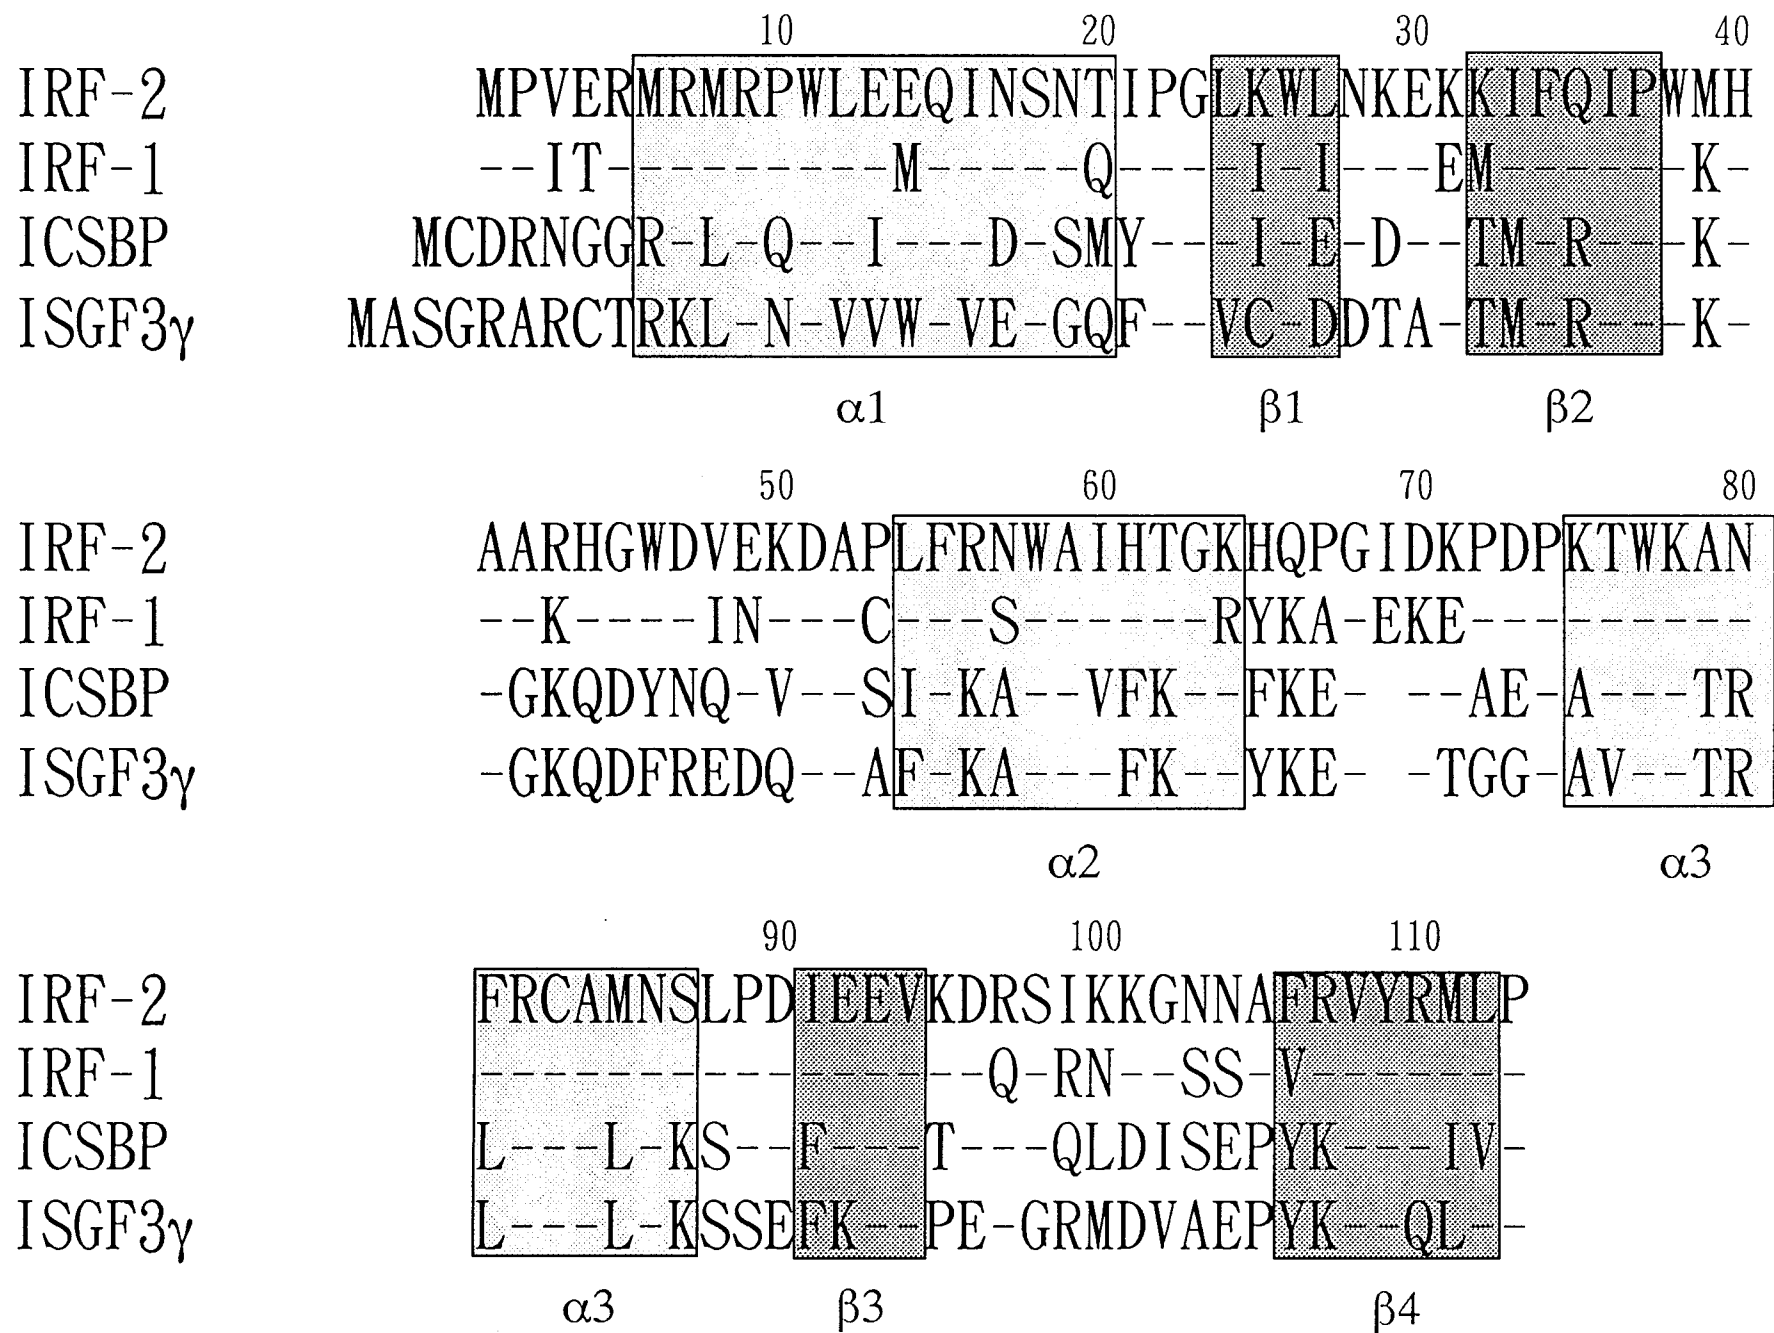 10 20 30 40
IRF-2 MPVERMRMRPWLEEQINSNTIPGLKWLNKEKKIFQIPWMH
IRF-1 --IT---------M-----Q----I-I---EM------K-
ICSBP MCDRNGGR-L-Q--I---D-SMY---I-E-D--TM-R---K-
ISGF3γ MASGRARCTRKL-N-VVW-VE-GQF--VC-DDTA-TM-R---K-
α1 β1 β2
50 60 70 80
IRF-2 AARHGWDVEKDAPLFRNWAIHTGKHQPGIDKPDPKTWKAN
IRF-1 --K----IN---C---S------RYKA-EKE---------
ICSBP -GKQDYNQ-V--SI-KA--VFK--FKE- --AE-A---TR
ISGF3γ -GKQDFREDQ--AF-KA---FK--YKE- -TGG-AV--TR
α2 α3
90 100 110
IRF-2 FRCAMNSLPDIEEVKDRSIKKGNNAFRVYRMLP
IRF-1 ----------------Q-RN--SS-V-------
ICSBP L---L-KS--F---T---QLDISEPYK---IV-
ISGF3γ L---L-KSSEFK--PE-GRMDVAEPYK--QL--
α3 β3 β4